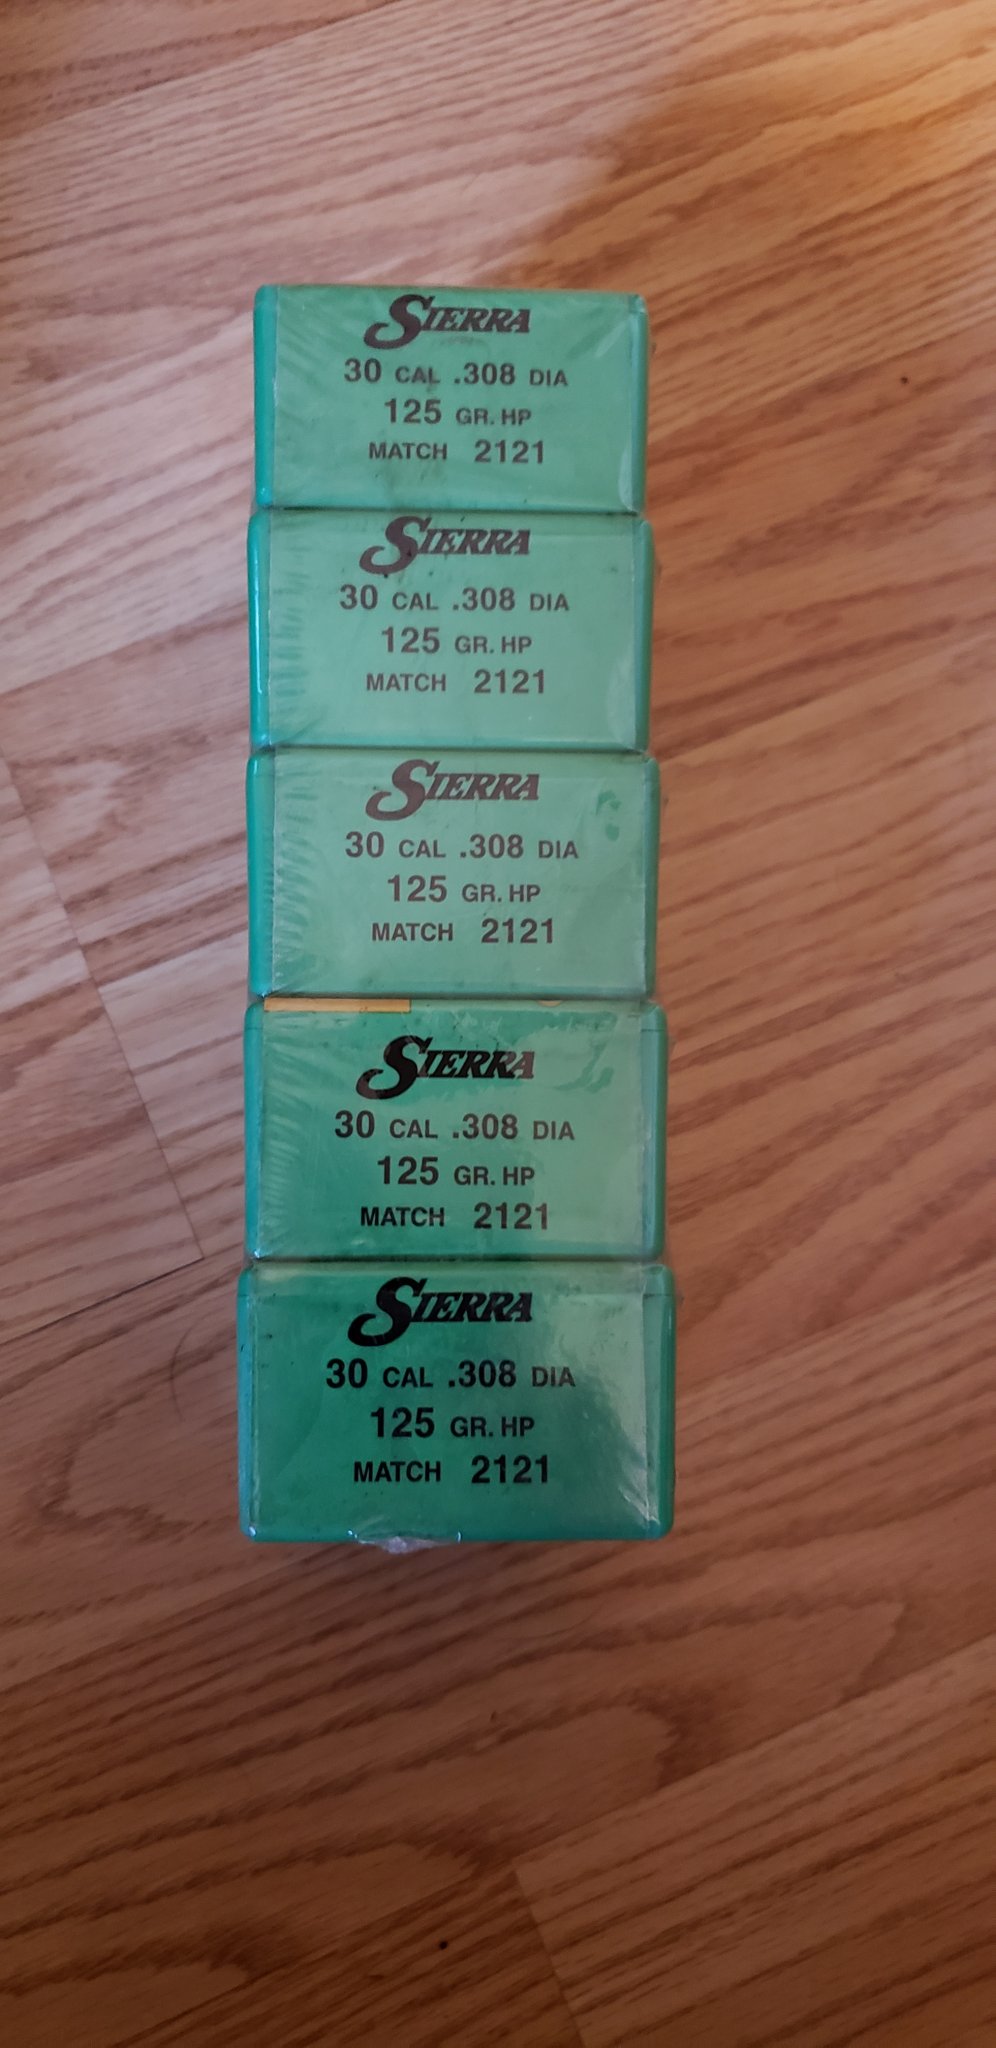 SIERRA
30 CAL .308 DIA
125 GR. HP
MATCH 2121
SIERRA
30 CAL .308 DIA
125 GR. HP
MATCH 2121
SIERRA
30 CAL .308 DIA
125 GR. HP
MATCH 2121
SIERRA
30 CAL .308 DIA
125 GR. HP
MATCH 2121
SIERRA
30 CAL .308 DIA
125 GR. HP
MATCH 2121